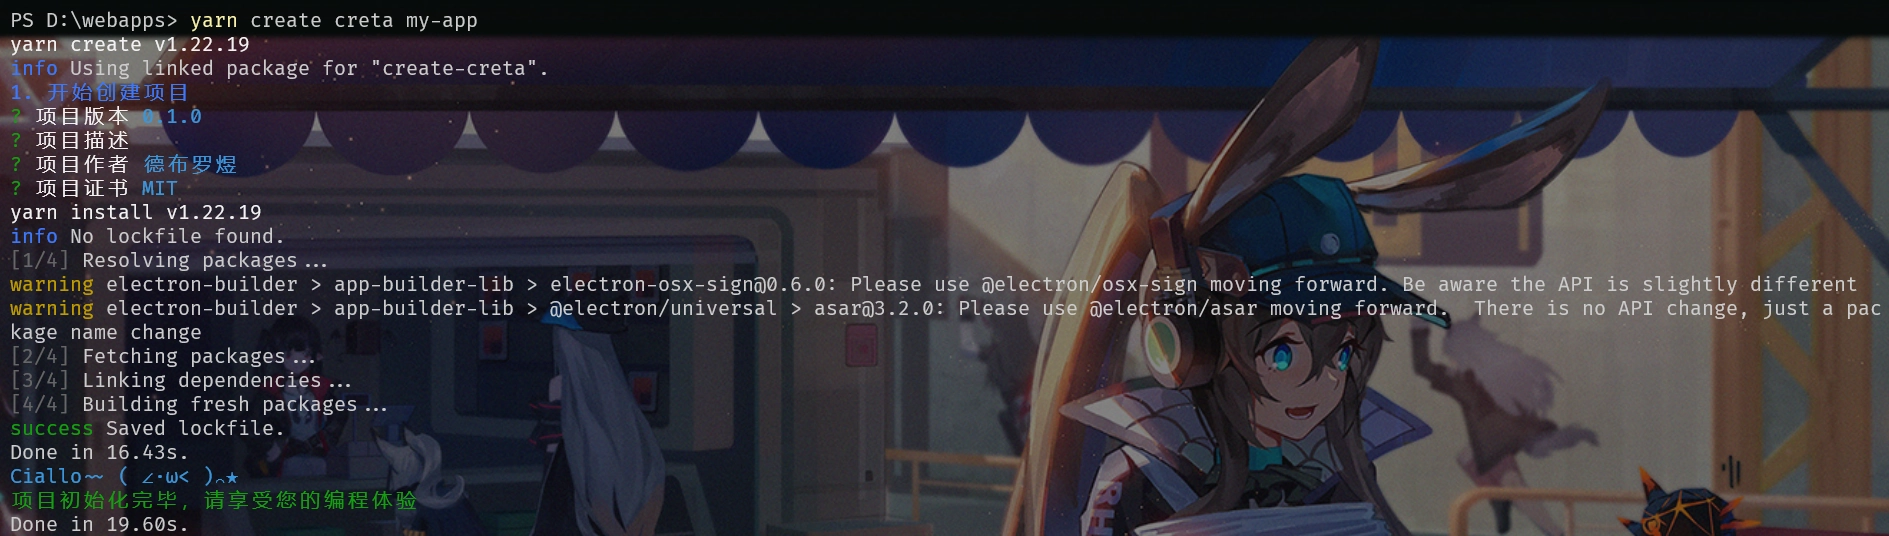 PS D:\webapps> yarn create creta my-app
yarn create v1.22.19
info Using linked package for "create-creta".
1. 开始创建项目
? 项目版本 0.1.0
? 项目描述
? 项目作者 德布罗煜
? 项目证书 MIT
yarn install v1.22.19
info No lockfile found.
[1/4] Resolving packages...
warning electron-builder > app-builder-lib > electron-osx-sign@0.6.0: Please use @electron/osx-sign moving forward. Be aware the API is slightly different
warning electron-builder > app-builder-lib > @electron/universal > asar@3.2.0: Please use @electron/asar moving forward.  There is no API change, just a pac
kage name change
[2/4] Fetching packages...
[3/4] Linking dependencies...
[4/4] Building fresh packages...
success Saved lockfile.
Done in 16.43s.
Ciallo~~ ( ∠·ω< )⌒★
项目初始化完毕, 请享受您的编程体验
Done in 19.60s.
RH